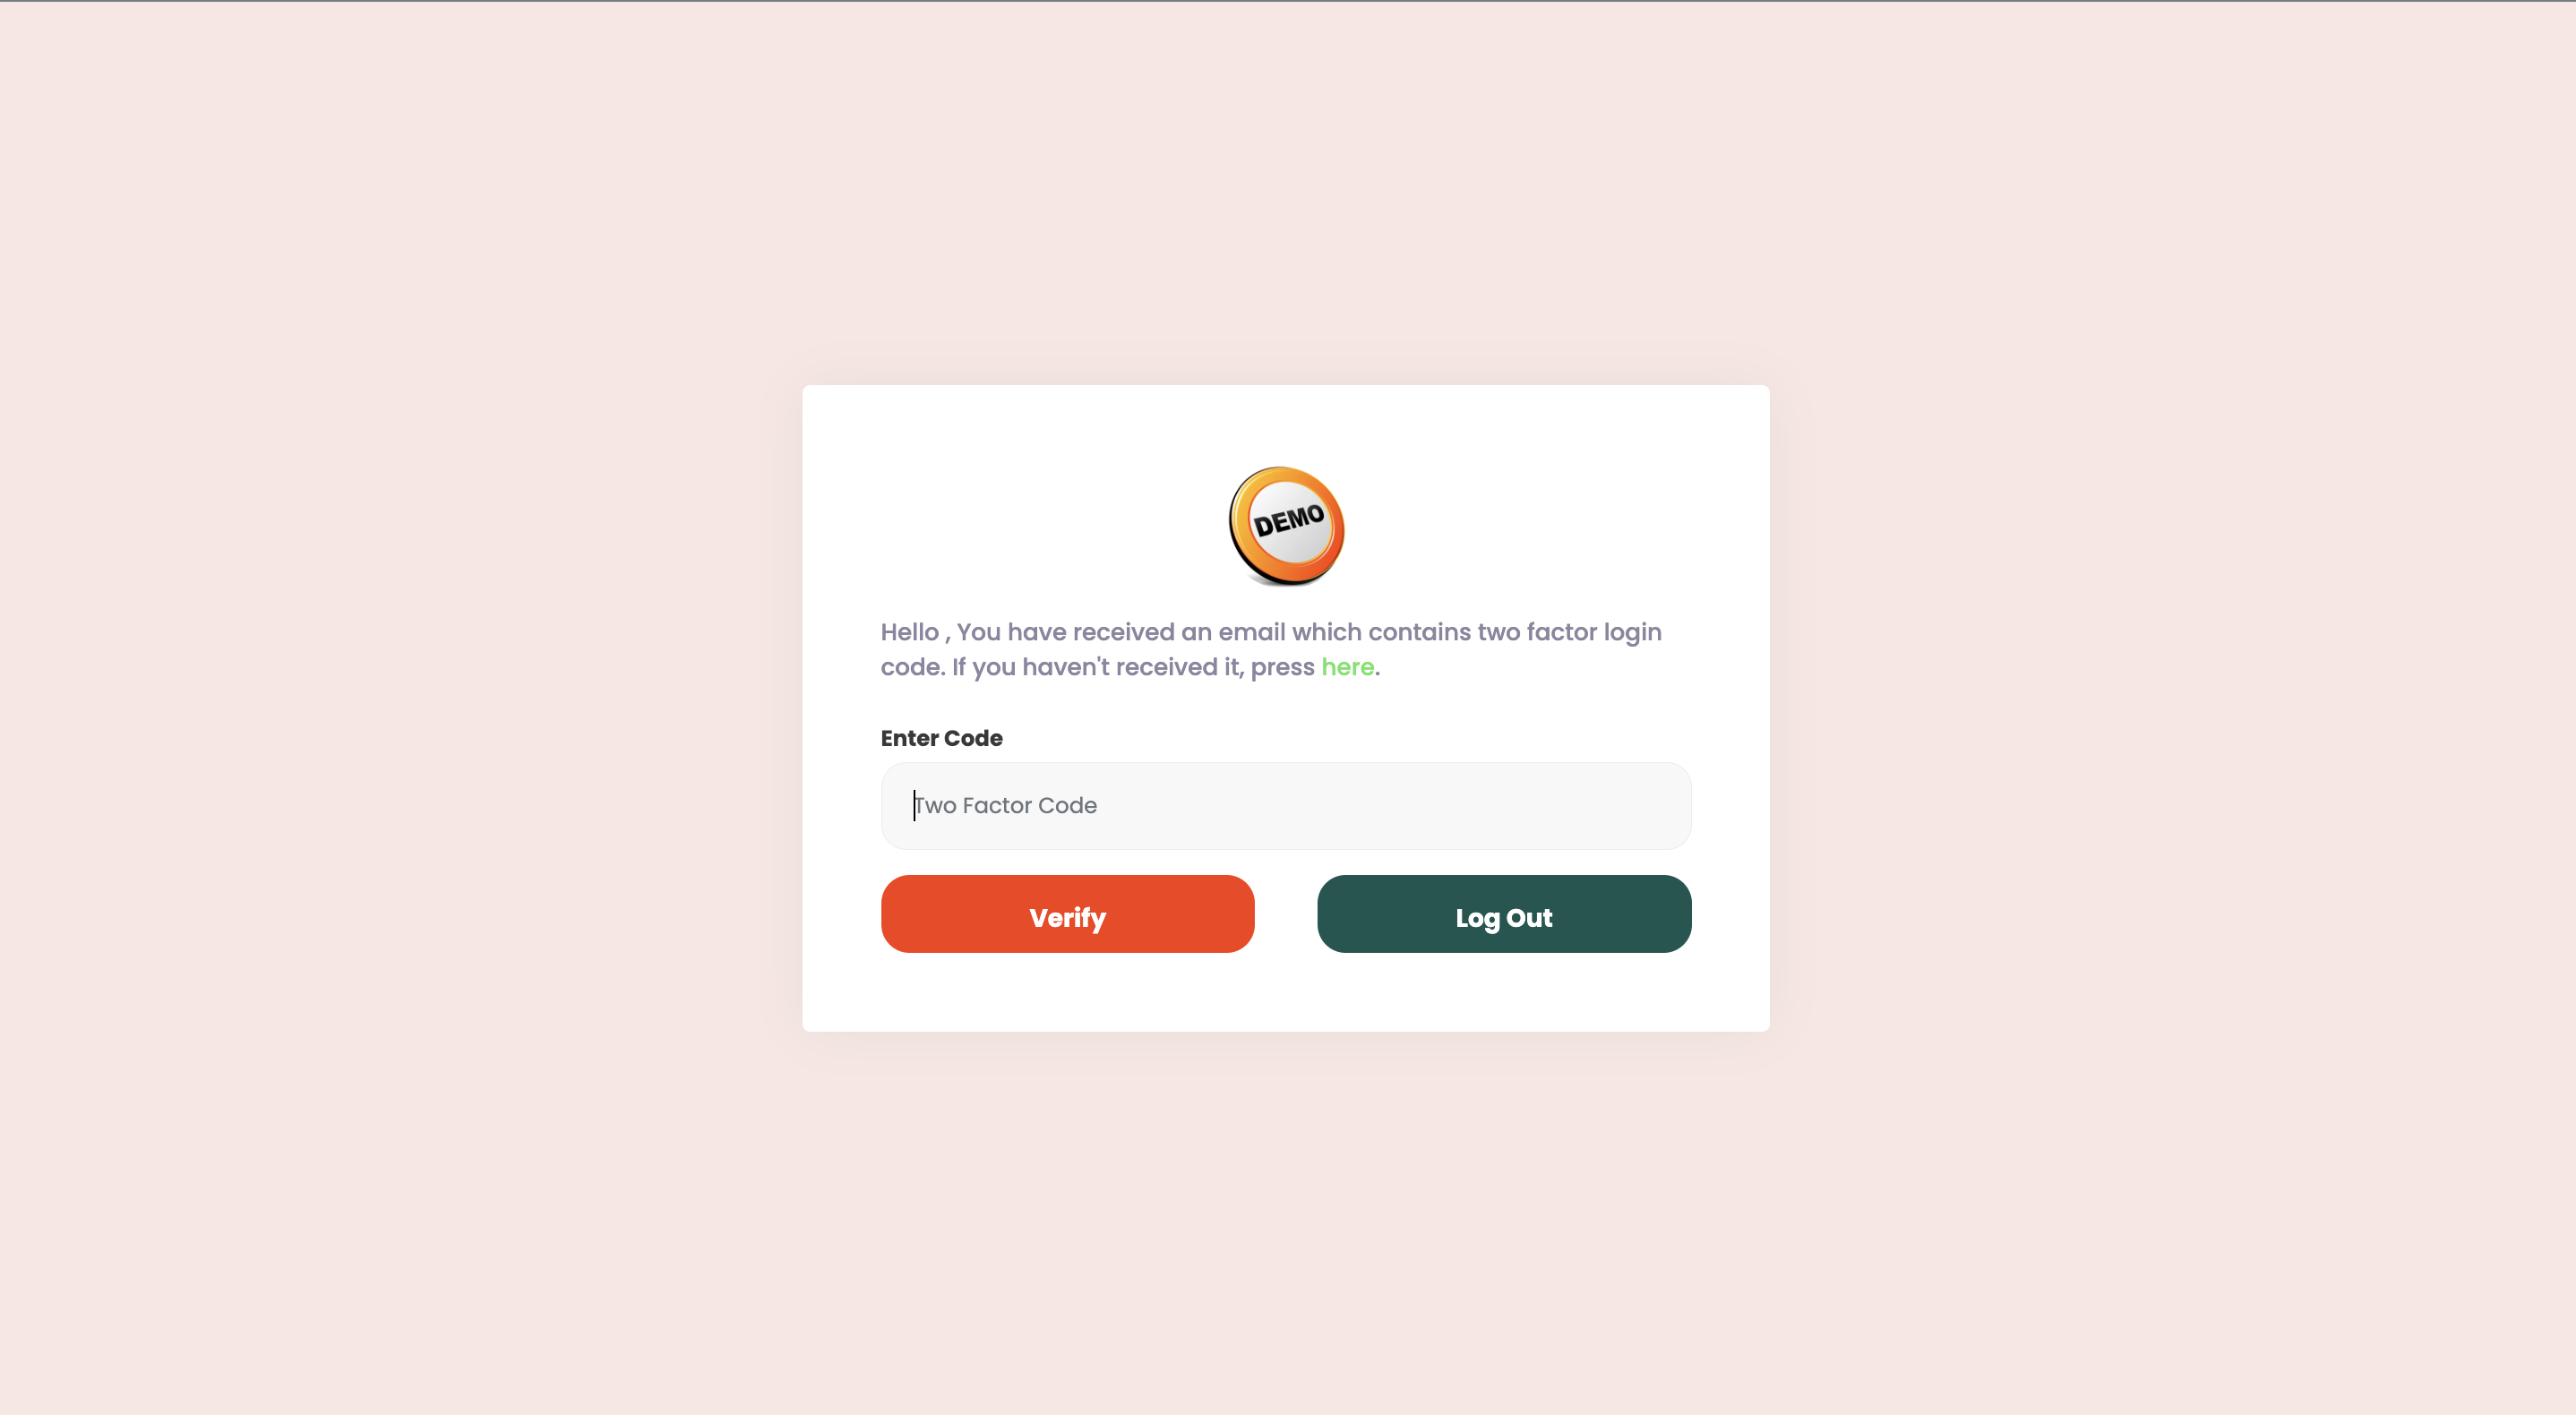 DEMO
Hello , You have received an email which contains two factor login
code. If you haven't received it, press here.
Enter Code
Two Factor Code
Verify
Log Out